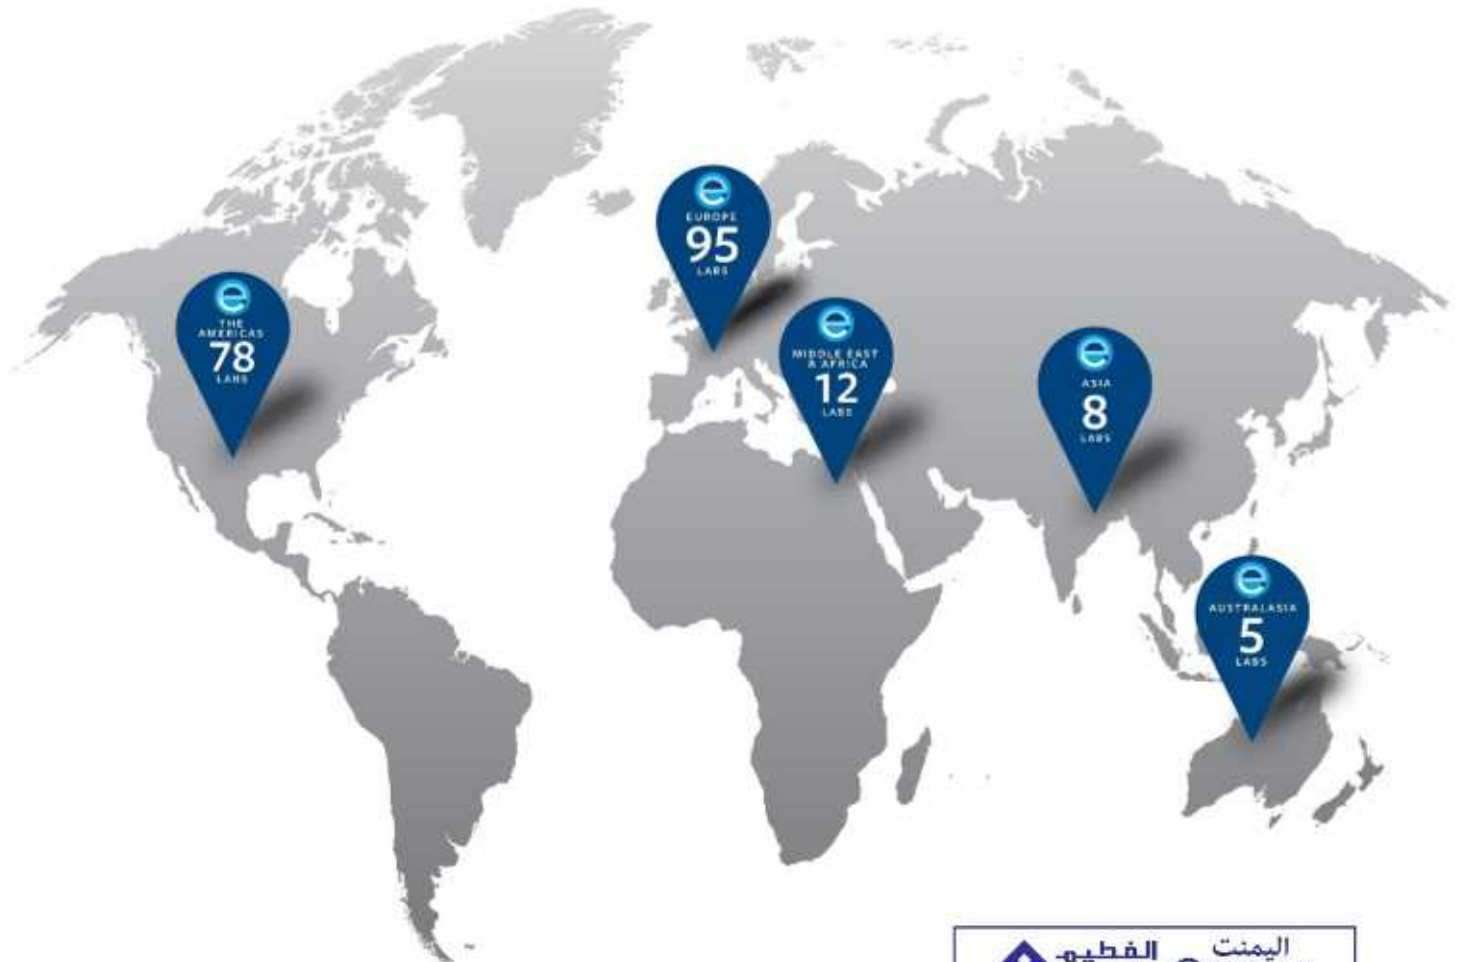 e
EUROPE
95
LABS
e
THE
AMERICAS
78
LABS
e
MIDDLE EAST
& AFRICA
12
LABS
e
ASIA
8
LABS
e
AUSTRALASIA
5
LABS
الفطيم
اليمنت